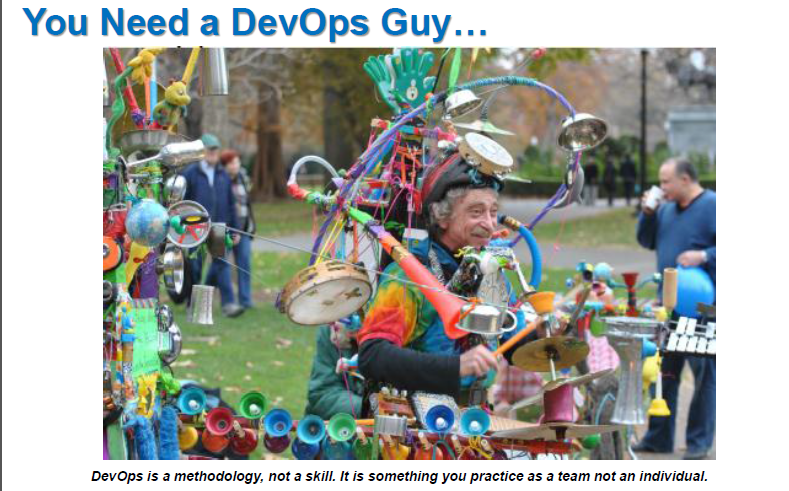 You Need a DevOps Guy…
DevOps is a methodology, not a skill. It is something you practice as a team not an individual.